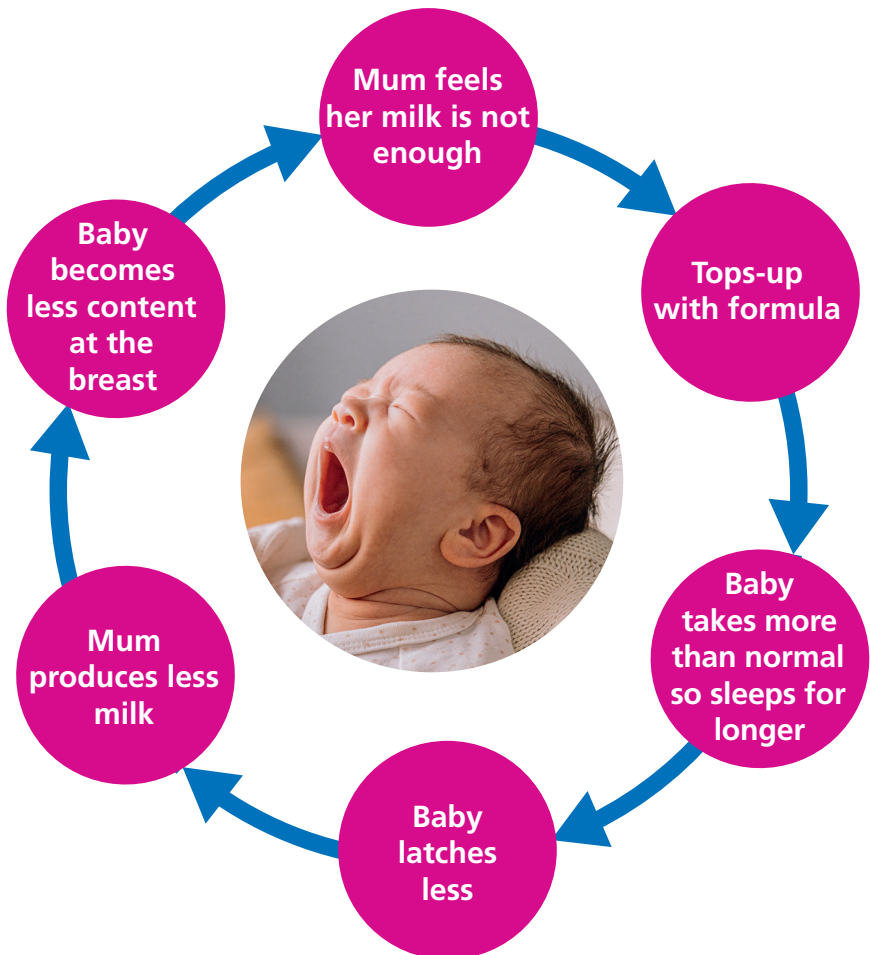 Mum feels
her milk is not
enough
Tops-up
with formula
Baby
takes more
than normal
so sleeps for
longer
Baby
latches
less
Mum
produces less
milk
Baby
becomes
less content
at the
breast